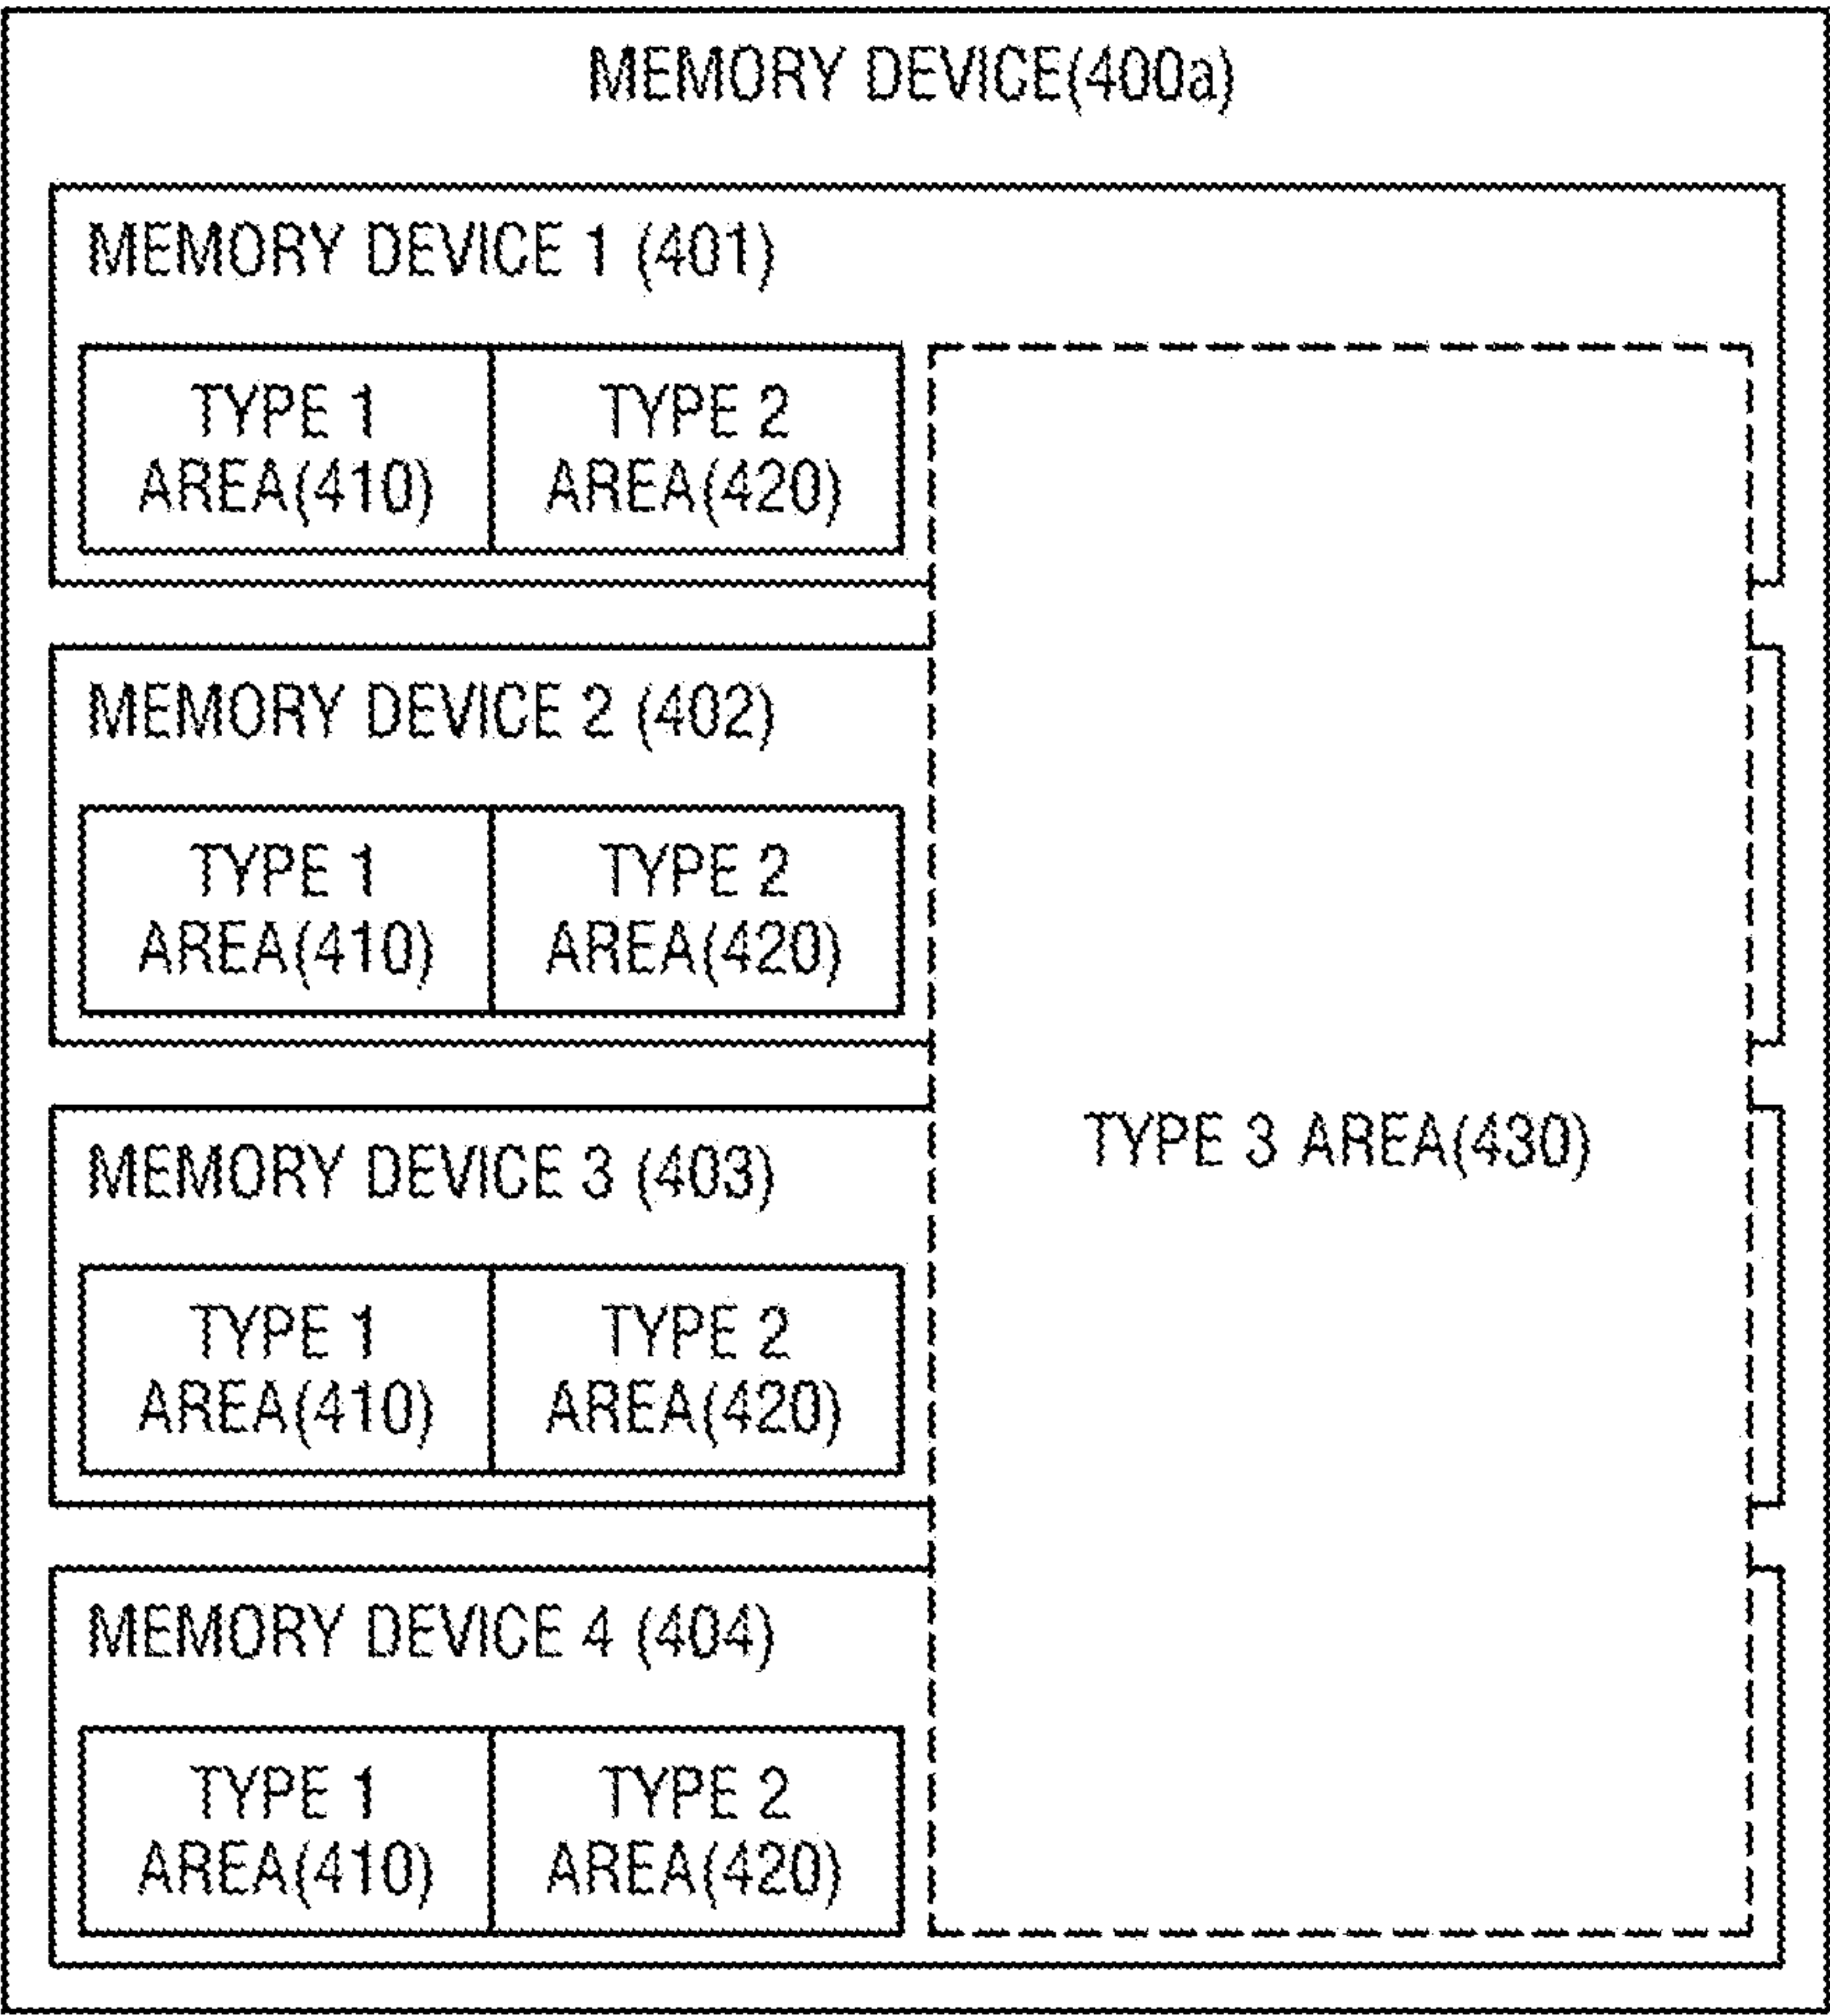 MEMORY DEVICE(400a)
MEMORY DEVICE 1 (401)
TYPE 1
AREA(410)
TYPE 2
AREA(420)
MEMORY DEVICE 2 (402)
TYPE 1
AREA(410)
TYPE 2
AREA(420)
TYPE 3 AREA(430)
MEMORY DEVICE 3 (403)
TYPE 1
AREA(410)
TYPE 2
AREA(420)
MEMORY DEVICE 4 (404)
TYPE 1
AREA(410)
TYPE 2
AREA(420)